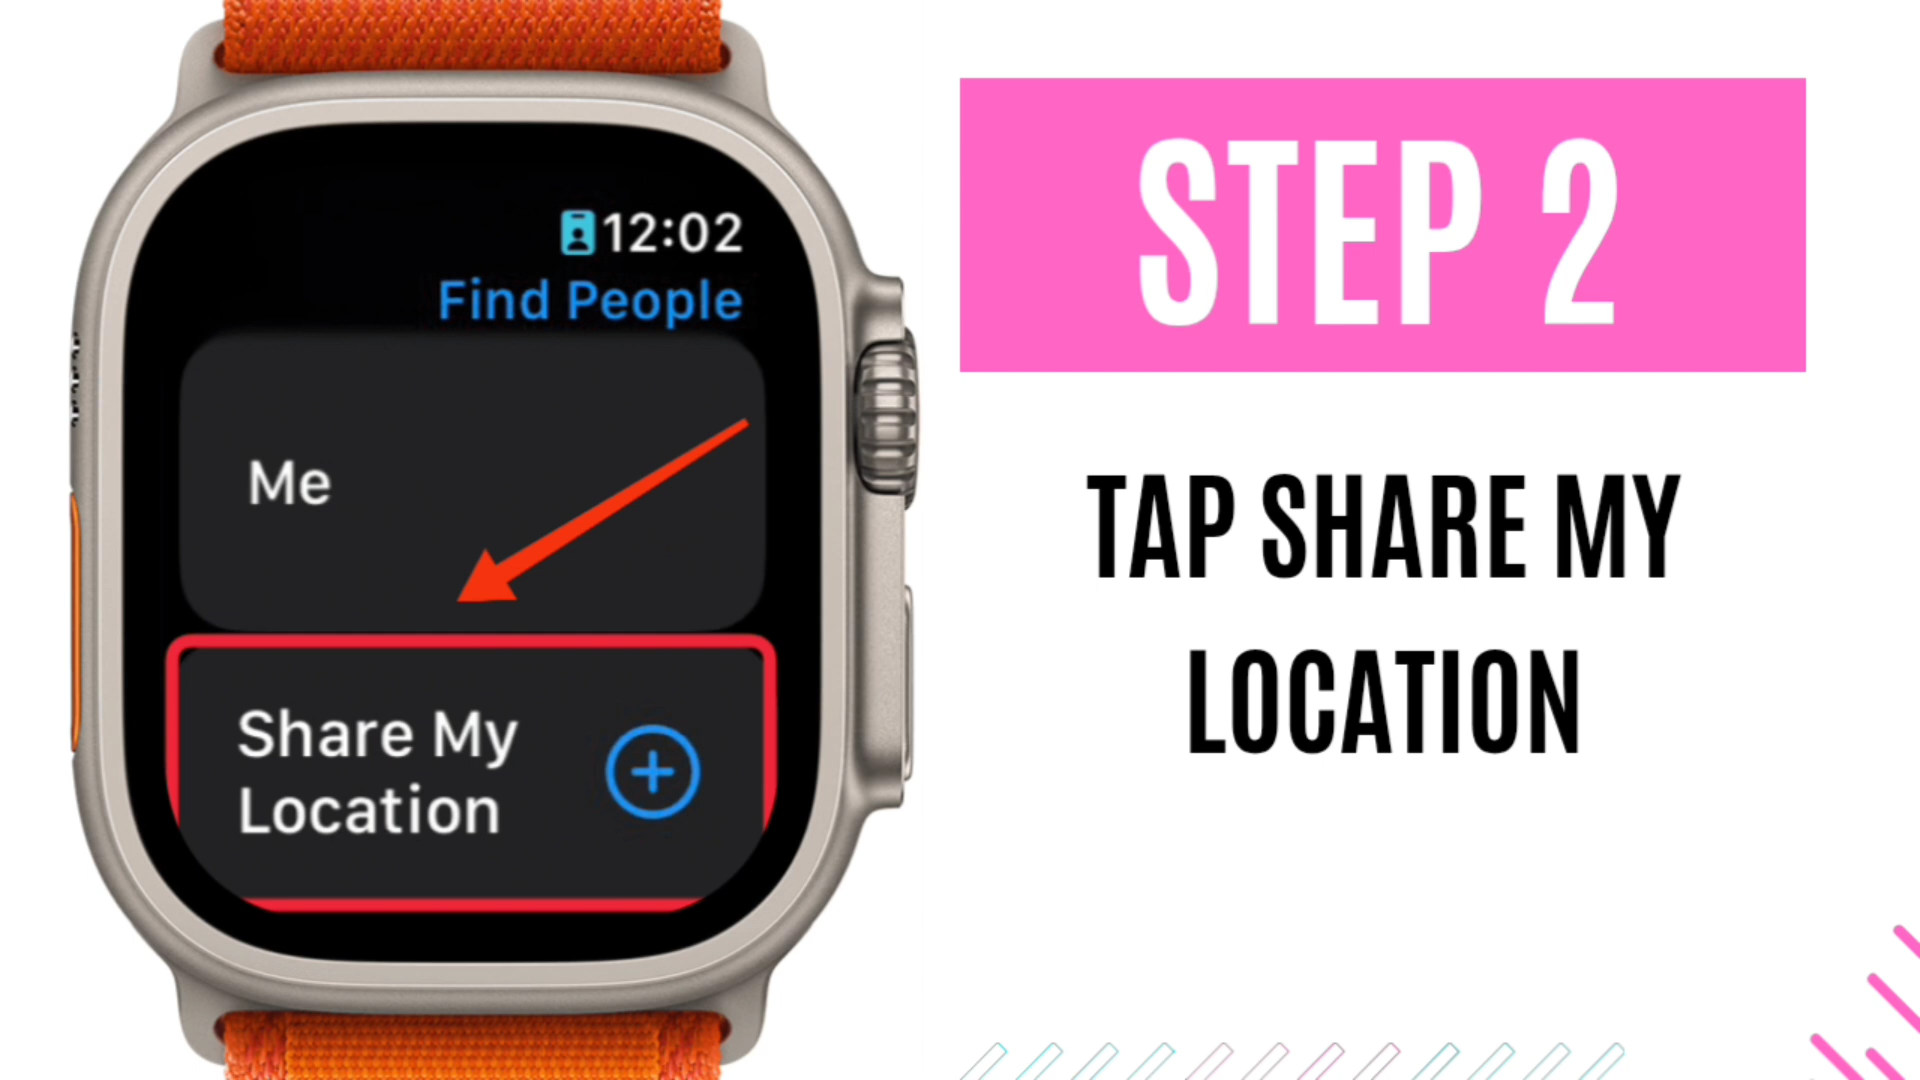 12:02
Find People
Me
Share My
Location
STEP 2
TAP SHARE MY
LOCATION